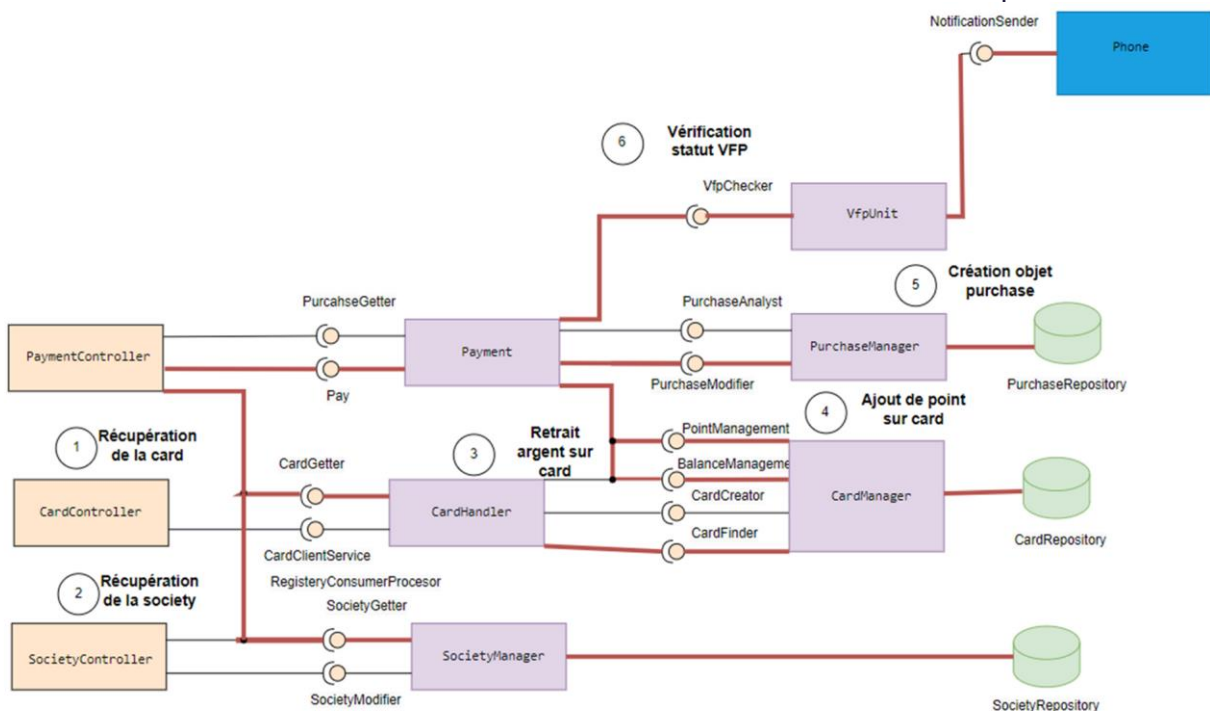 NotificationSender
Phone
6
Vérification
statut VFP
VfpChecker
VfpUnit
5
Création objet
purchase
PurcahseGetter
PurchaseAnalyst
PaymentController
Payment
PurchaseManager
Pay
PurchaseModifier
PurchaseRepository
4
Ajout de point
sur card
1
Récupération
de la card
3
Retrait
argent sur
card
PointManagement
CardGetter
BalanceManageme
CardController
CardHandler
CardCreator
CardManager
CardFinder
CardRepository
CardClientService
RegisteryConsumerProcesor
2
Récupération
de la society
SocietyGetter
SocietyController
SocietyManager
SocietyModifier
SocietyRepository